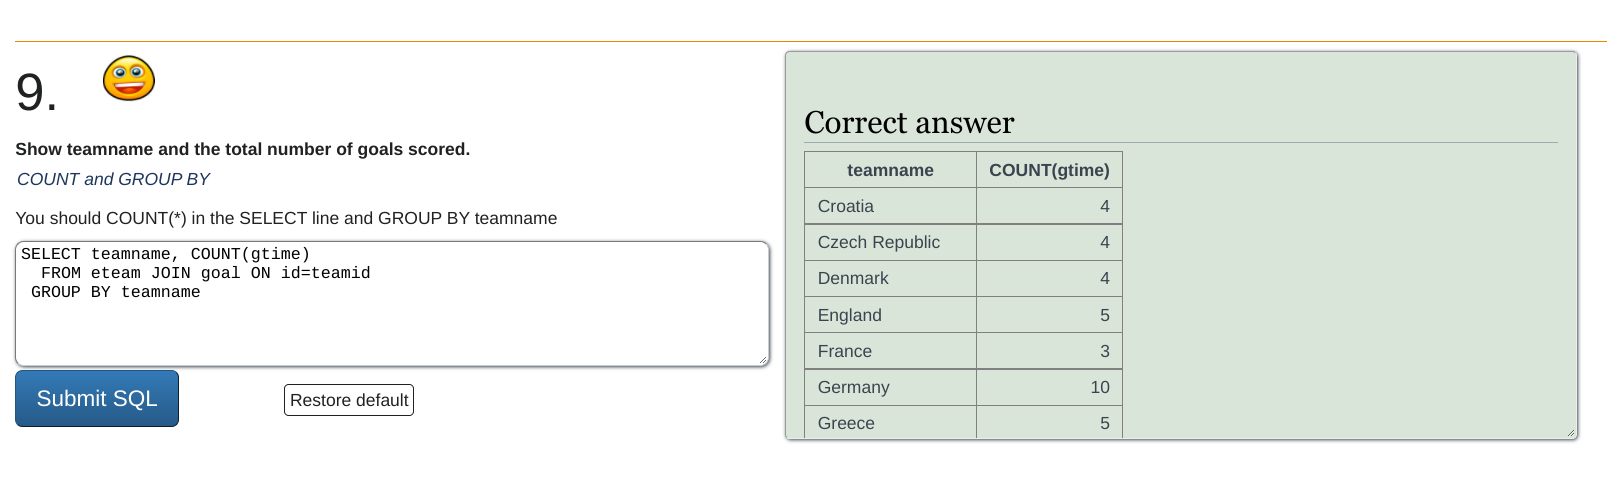 9.
Show teamname and the total number of goals scored.
COUNT and GROUP BY
You should COUNT(*) in the SELECT line and GROUP BY teamname
SELECT teamname, COUNT(gtime)
  FROM eteam JOIN goal ON id=teamid
 GROUP BY teamname
Submit SQL
Restore default
Correct answer
teamname COUNT(gtime)
Croatia 4
Czech Republic 4
Denmark 4
England 5
France 3
Germany 10
Greece 5